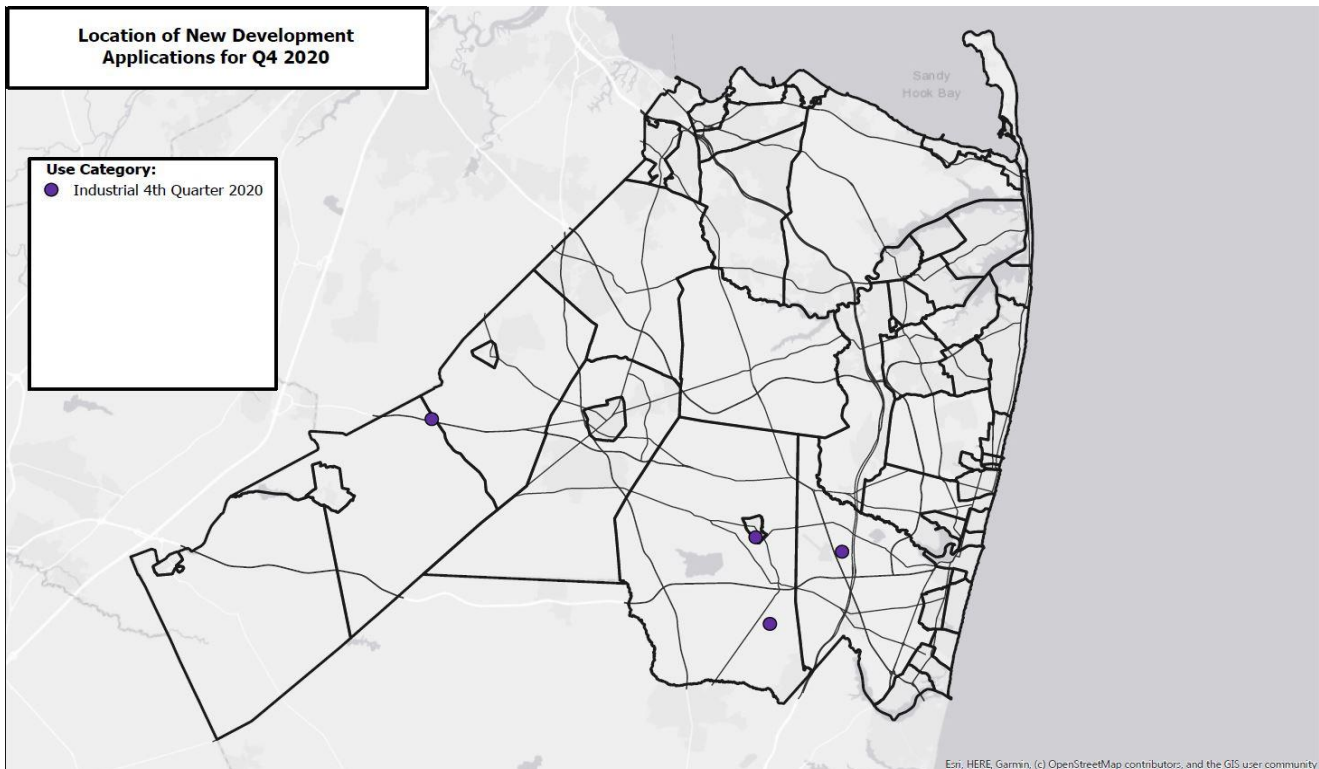 Location of New Development
Applications for Q4 2020
Sandy
Hook Bay
Use Category:
Industrial 4th Quarter 2020
Esri, HERE, Garmin, (c) OpenStreetMap contributors, and the GIS user community